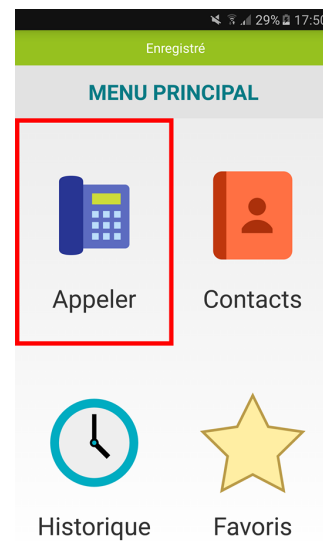 29% 17:50
Enregistré
MENU PRINCIPAL
Appeler
Contacts
Historique
Favoris